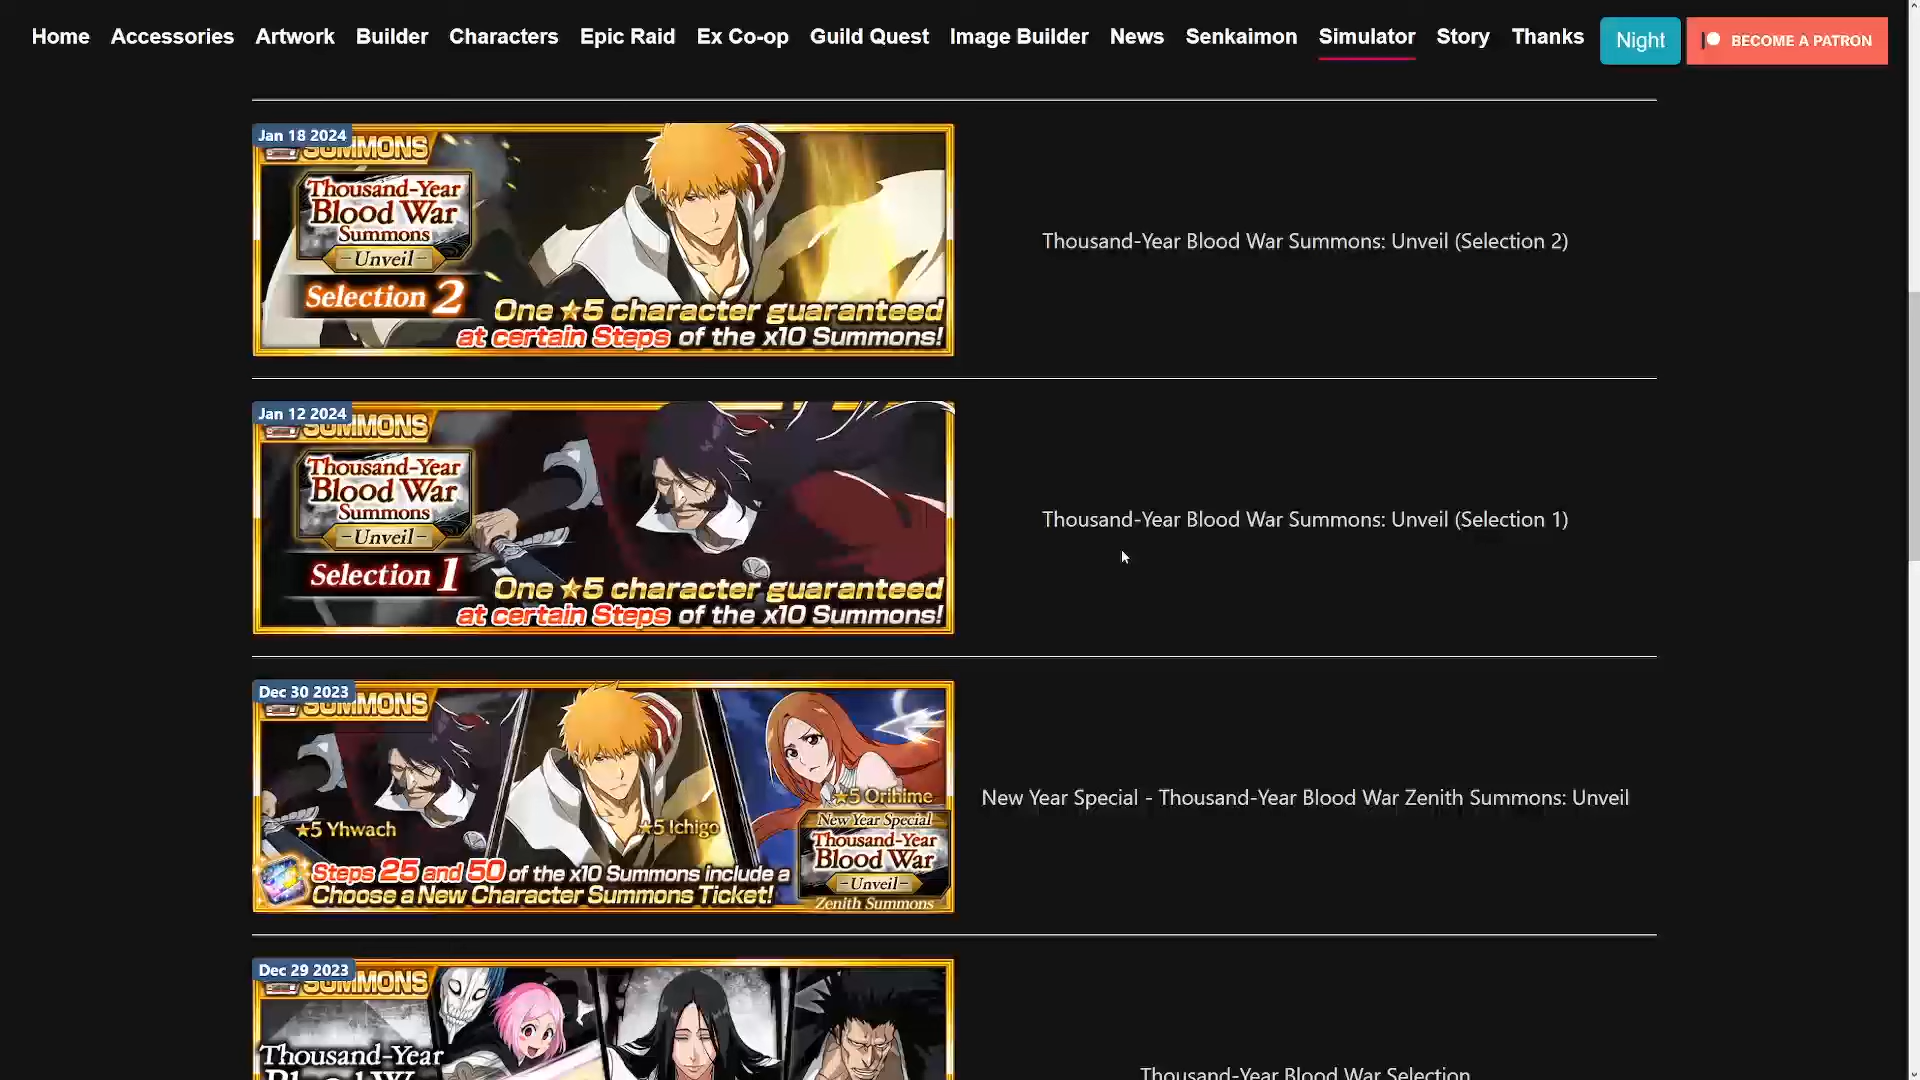 Home Accessories Artwork Builder Characters Epic Raid Ex Co-op Guild Quest Image Builder News Senkaimon Simulator Story Thanks Night BECOME A PATRON
Jan 18 2024
SUMMONS
Thousand-Year
Blood War
Summons
-Unveil-
Selection 2
One ★5 character guaranteed
at certain Steps of the x10 Summons!
Thousand-Year Blood War Summons: Unveil (Selection 2)
Jan 12 2024
SUMMONS
Thousand-Year
Blood War
Summons
-Unveil-
Selection 1
One ★5 character guaranteed
at certain Steps of the x10 Summons!
Thousand-Year Blood War Summons: Unveil (Selection 1)
Dec 30 2023
SUMMONS
★5 Yhwach
★5 Ichigo
★5 Orihime
New Year Special
Thousand-Year
Blood War
-Unveil-
Zenith Summons
Steps 25 and 50 of the x10 Summons include a
Choose a New Character Summons Ticket!
New Year Special - Thousand-Year Blood War Zenith Summons: Unveil
Dec 29 2023
SUMMONS
Thousand-Year
Thousand-Year Blood War Selection